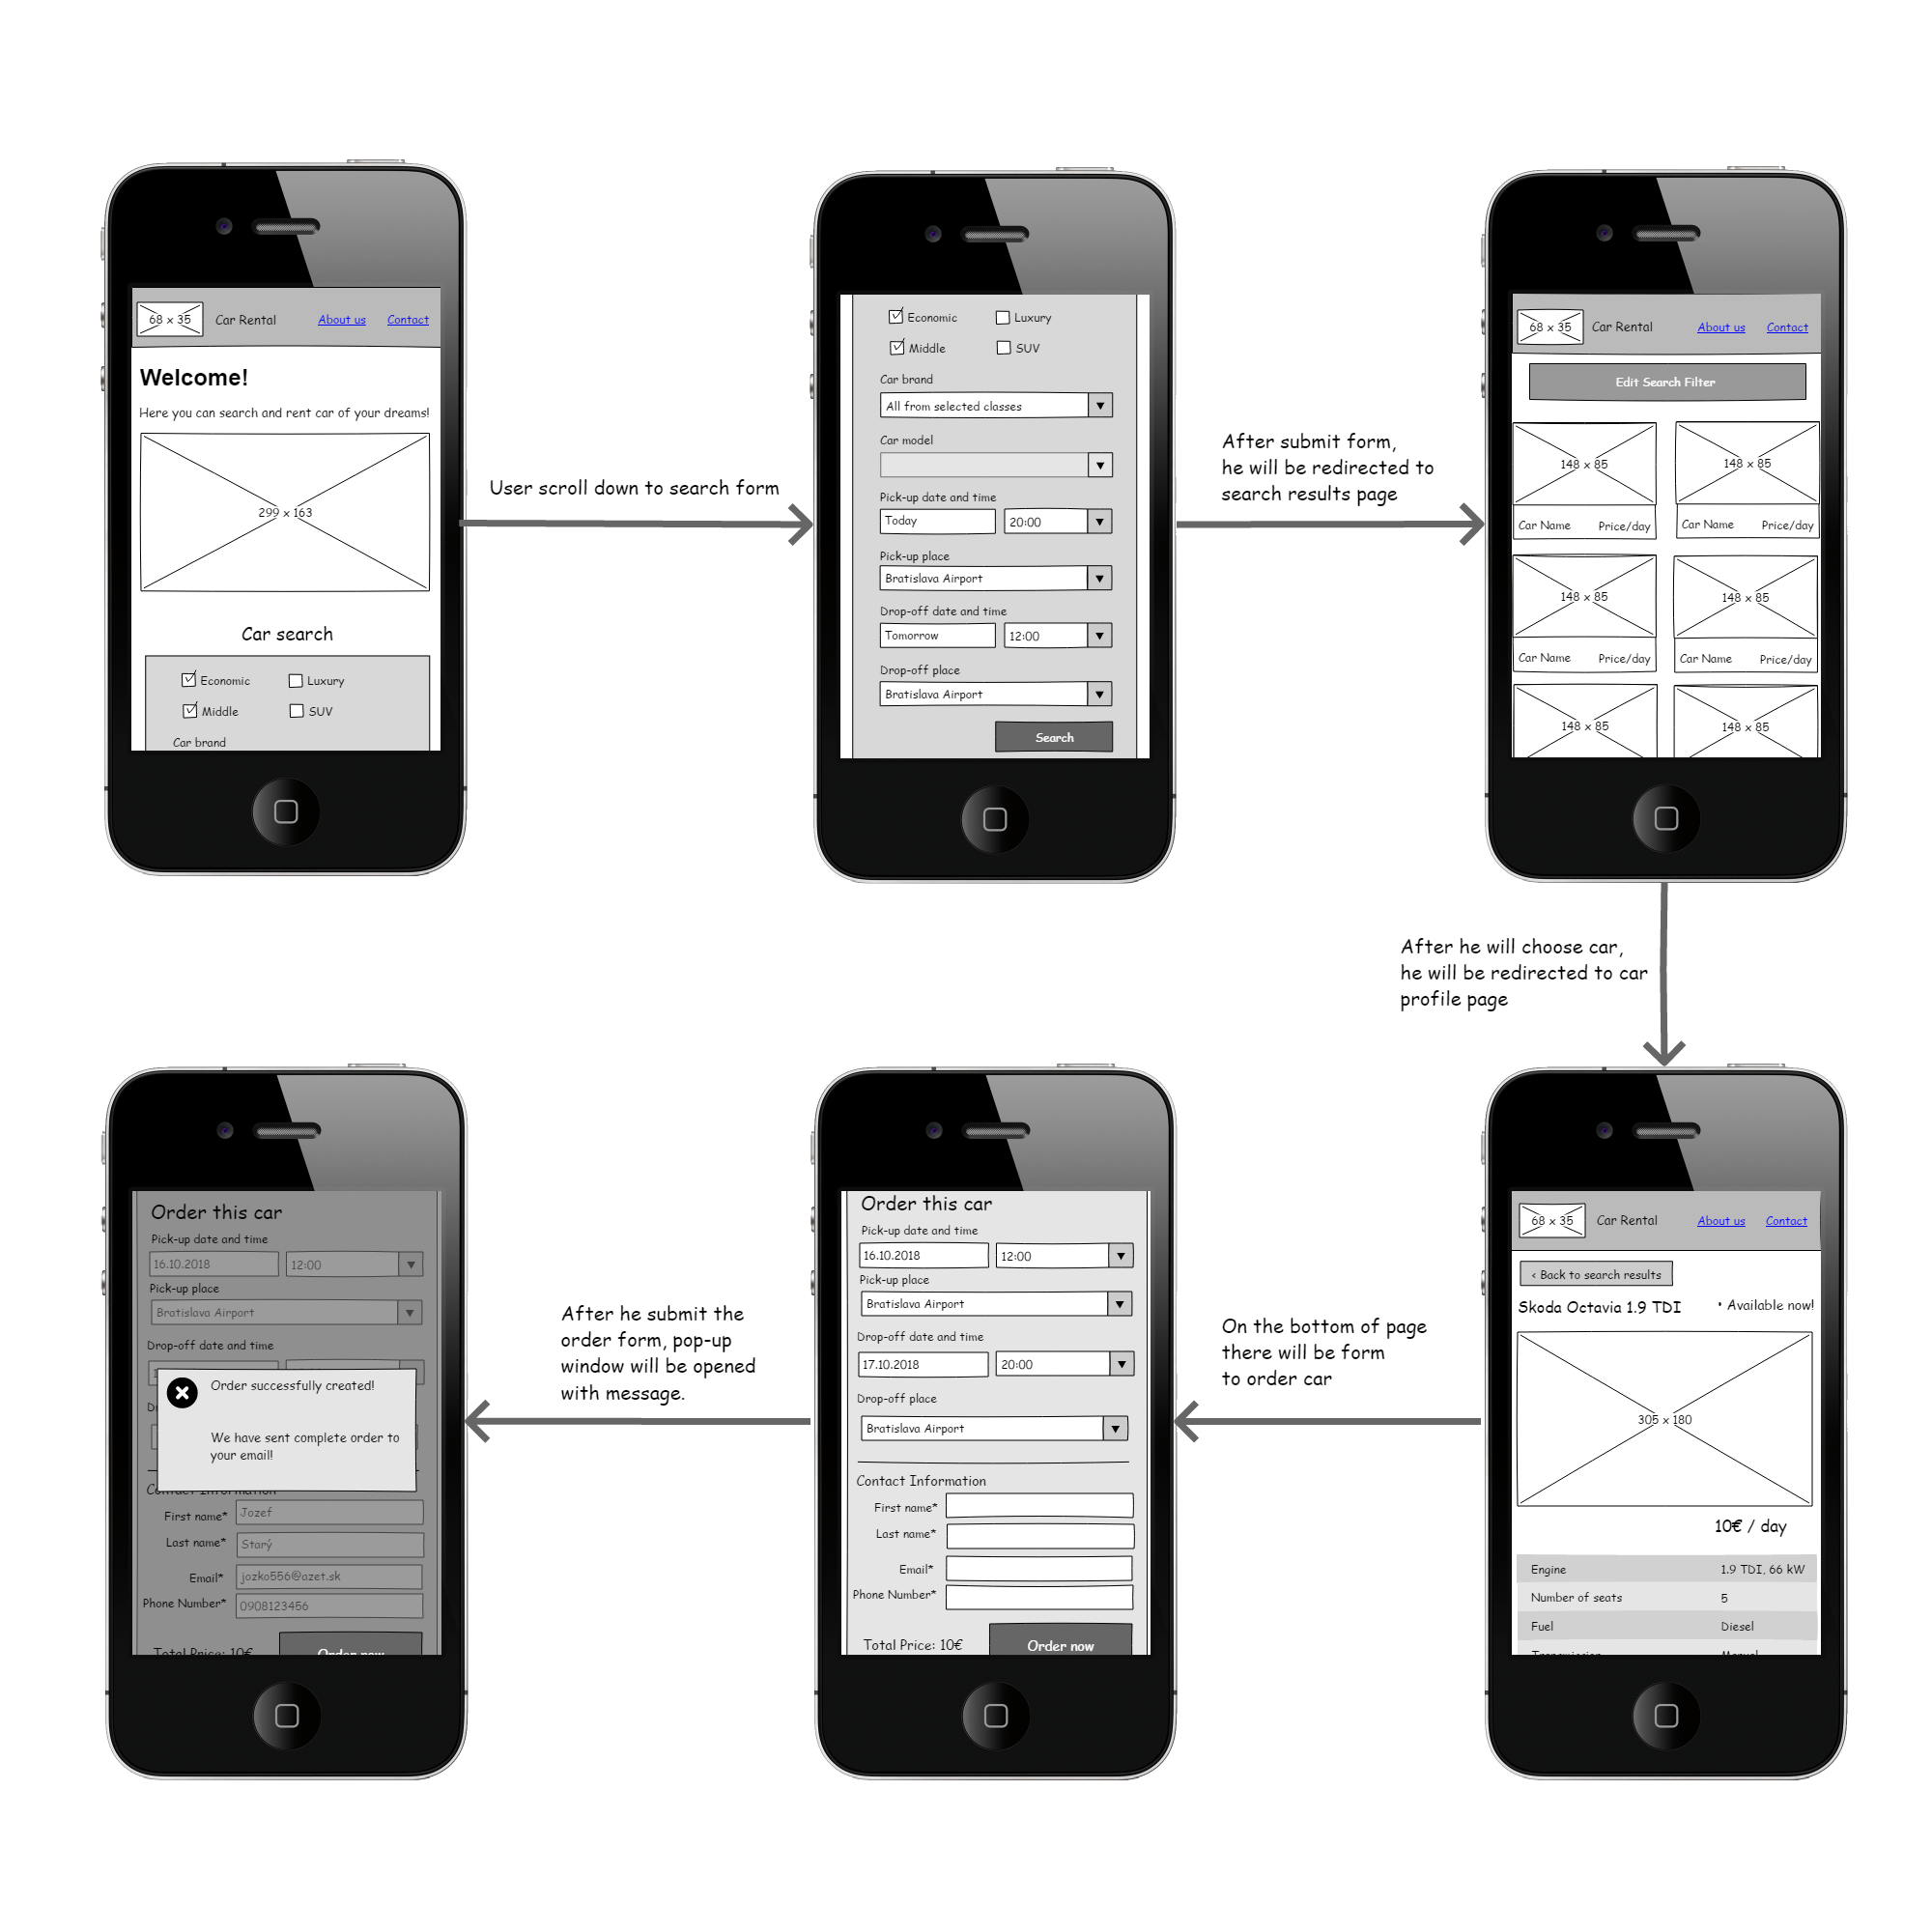 68 x 35 Car Rental About us Contact
Welcome!
Here you can search and rent car of your dreams!
299 x 163
Car search
Economic Luxury
Middle SUV
Car brand
User scroll down to search form
Economic Luxury
Middle SUV
Car brand
All from selected classes
Car model
Pick-up date and time
Today 20:00
Pick-up place
Bratislava Airport
Drop-off date and time
Tomorrow 12:00
Drop-off place
Bratislava Airport
Search
After submit form,
he will be redirected to
search results page
68 x 35 Car Rental About us Contact
Edit Search Filter
148 x 85 148 x 85
Car Name Price/day Car Name Price/day
148 x 85 148 x 85
Car Name Price/day Car Name Price/day
148 x 85 148 x 85
After he will choose car,
he will be redirected to car
profile page
68 x 35 Car Rental About us Contact
< Back to search results
Skoda Octavia 1.9 TDI • Available now!
305 x 180
10€ / day
Engine 1.9 TDI, 66 kW
Number of seats 5
Fuel Diesel
Transmission Manual
On the bottom of page
there will be form
to order car
Order this car
Pick-up date and time
16.10.2018 12:00
Pick-up place
Bratislava Airport
Drop-off date and time
17.10.2018 20:00
Drop-off place
Bratislava Airport
Contact Information
First name*
Last name*
Email*
Phone Number*
Total Price: 10€ Order now
After he submit the
order form, pop-up
window will be opened
with message.
Order this car
Pick-up date and time
16.10.2018 12:00
Pick-up place
Bratislava Airport
Drop-off date and time
Order successfully created!
We have sent complete order to
your email!
Contact Information
First name* Jozef
Last name* Starý
Email* jozko556@azet.sk
Phone Number* 0908123456
Total Price: 10€ Order now